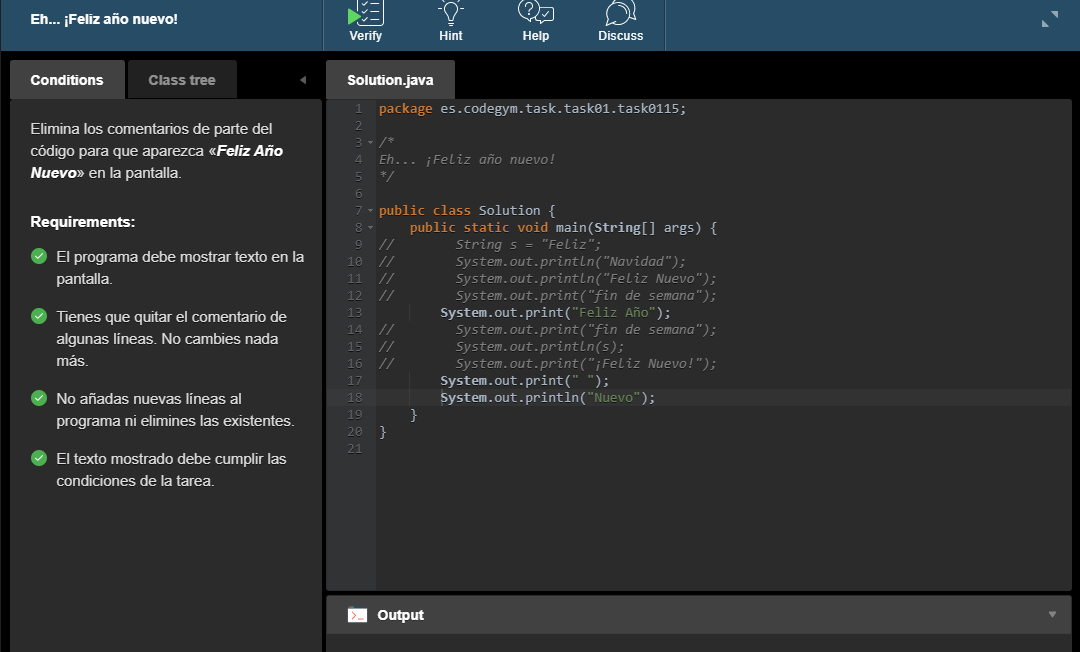 Eh... ¡Feliz año nuevo!
Verify
Hint
Help
Discuss
Conditions
Class tree
Elimina los comentarios de parte del
código para que aparezca «Feliz Año
Nuevo» en la pantalla.
Requirements:
El programa debe mostrar texto en la
pantalla.
Tienes que quitar el comentario de
algunas líneas. No cambies nada
más.
No añadas nuevas líneas al
programa ni elimines las existentes.
El texto mostrado debe cumplir las
condiciones de la tarea.
Solution.java
1 package es.codegym.task.task01.task0115;
2
3 /*
4 Eh... ¡Feliz año nuevo!
5 */
6
7 public class Solution {
8     public static void main(String[] args) {
9 //        String s = "Feliz";
10 //        System.out.println("Navidad");
11 //        System.out.println("Feliz Nuevo");
12 //        System.out.print("fin de semana");
13         System.out.print("Feliz Año");
14 //        System.out.print("fin de semana");
15 //        System.out.println(s);
16 //        System.out.print("¡Feliz Nuevo!");
17         System.out.print(" ");
18         System.out.println("Nuevo");
19     }
20 }
21
Output